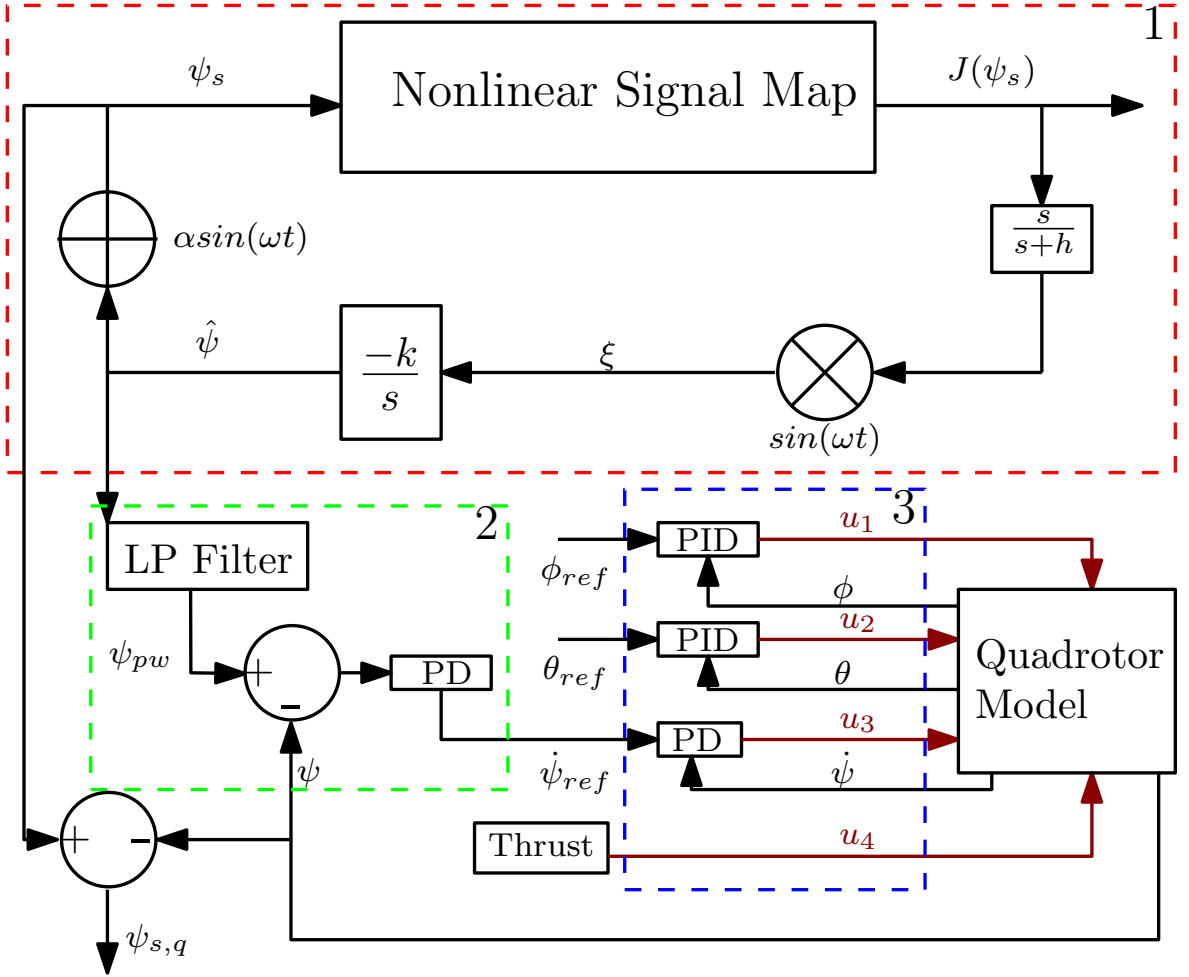 1
ψ_s
Nonlinear Signal Map
J(ψ_s)
s
s+h
αsin(ωt)
ψ̂
-k
s
ξ
sin(ωt)
2
3
LP Filter
PID
u_1
ϕ_ref
ϕ
u_2
PID
Quadrotor
Model
ψ_pw
+
-
PD
θ_ref
θ
u_3
PD
ψ
ψ̇_ref
ψ̇
+
-
Thrust
u_4
ψ_s,q